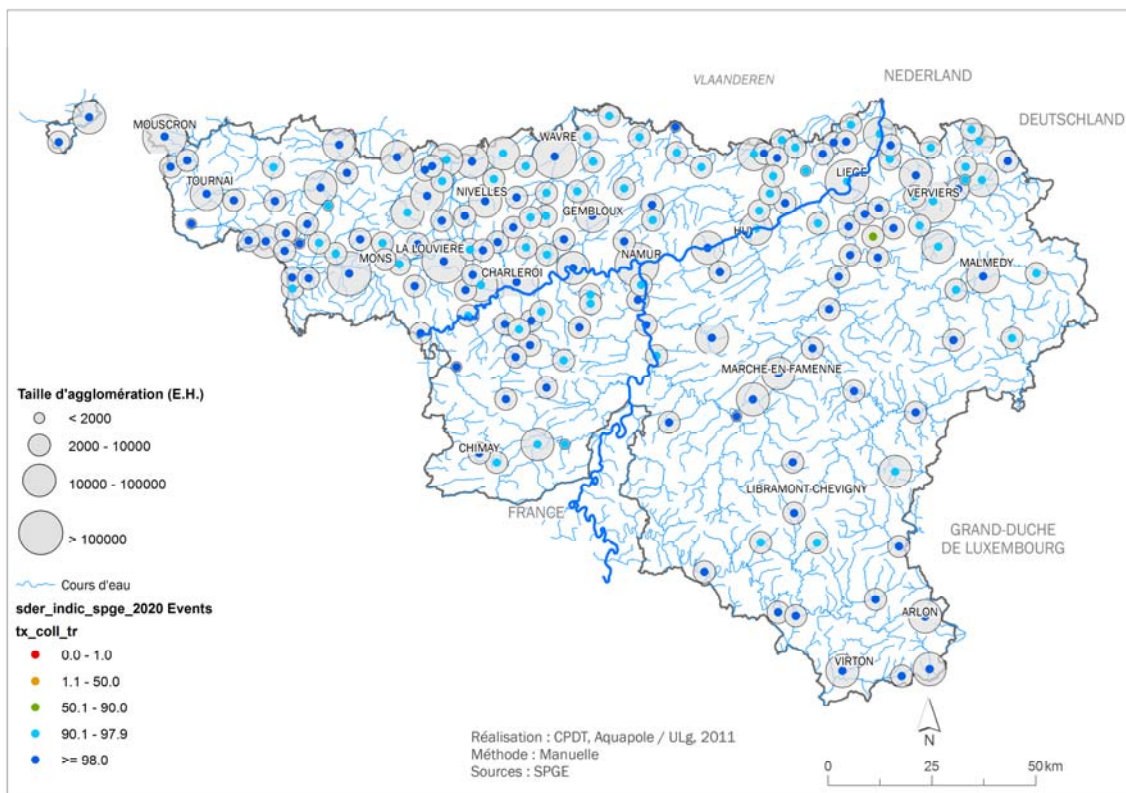 VLAANDEREN
NEDERLAND
DEUTSCHLAND
MOUSCRON
WAVRE
TOURNAI
LIEGE
VERVIERS
NIVELLES
GEMBLOUX
HUY
MONS
LA LOUVIERE
CHARLEROI
NAMUR
MALMEDY
MARCHE-EN-FAMENNE
CHIMAY
LIBRAMONT-CHEVIGNY
FRANCE
GRAND-DUCHE
DE LUXEMBOURG
ARLON
VIRTON
Taille d'agglomération (E.H.)
< 2000
2000 - 10000
10000 - 100000
> 100000
Cours d'eau
sder_indic_spge_2020 Events
tx_coll_tr
0.0 - 1.0
1.1 - 50.0
50.1 - 90.0
90.1 - 97.9
>= 98.0
Réalisation : CPDT, Aquapole / ULg, 2011
Méthode : Manuelle
Sources : SPGE
N
0 25 50 km